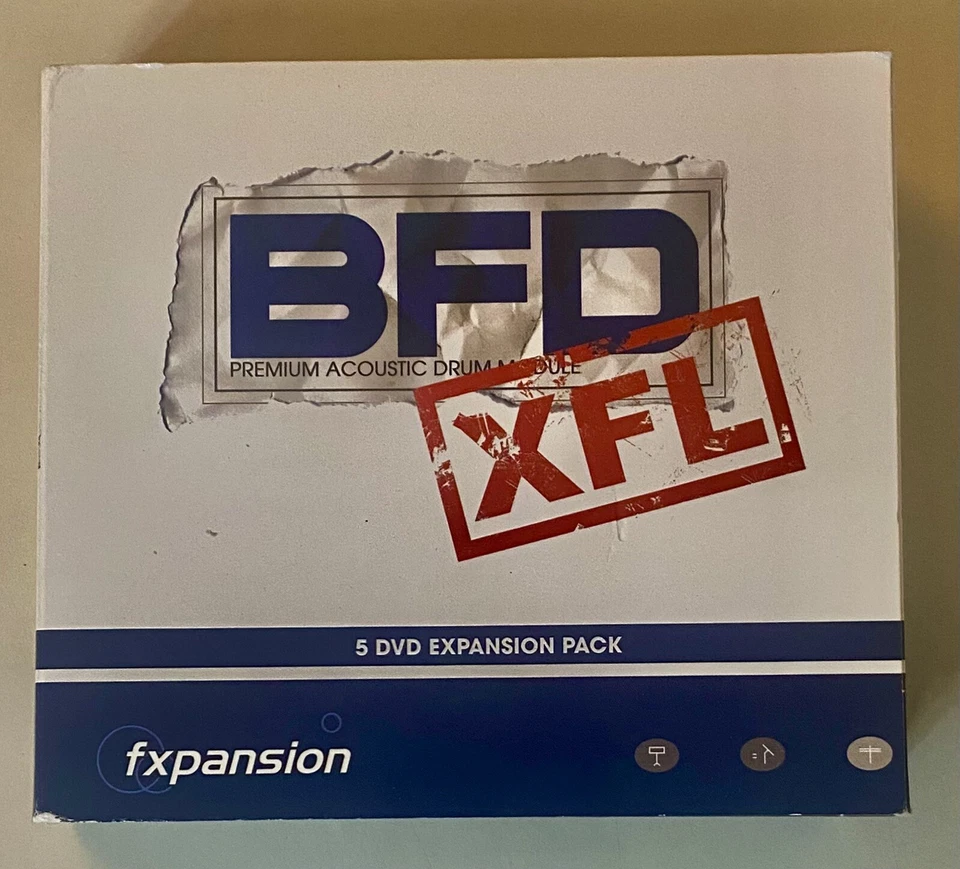 BFD
PREMIUM ACOUSTIC DRUM MODULE
XFL
5 DVD EXPANSION PACK
fxpansion